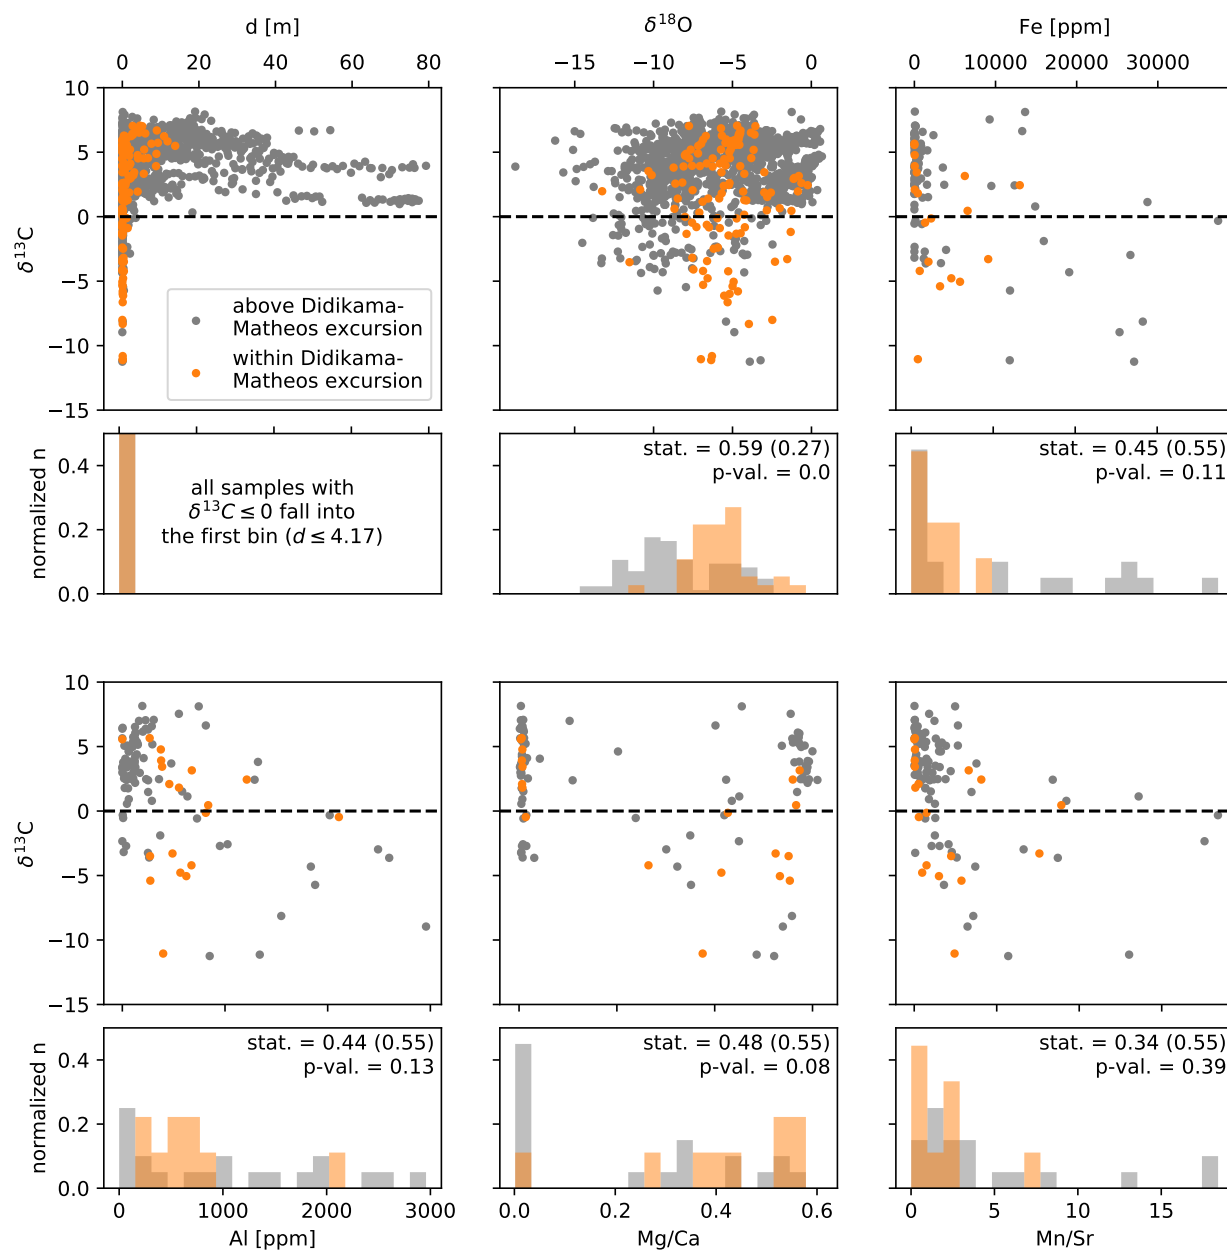 d [m]
δ18O
Fe [ppm]
0 20 40 60 80
−15 −10 −5 0
0 10000 20000 30000
10
5
0
−5
−10
−15
δ13C
above Didikama-
Matheos excursion
within Didikama-
Matheos excursion
0.4
0.2
0.0
normalized n
all samples with
δ13C ≤ 0 fall into
the first bin (d ≤ 4.17)
stat. = 0.59 (0.27)
p-val. = 0.0
stat. = 0.45 (0.55)
p-val. = 0.11
10
5
0
−5
−10
−15
δ13C
0.4
0.2
0.0
normalized n
stat. = 0.44 (0.55)
p-val. = 0.13
stat. = 0.48 (0.55)
p-val. = 0.08
stat. = 0.34 (0.55)
p-val. = 0.39
0 1000 2000 3000
0.0 0.2 0.4 0.6
0 5 10 15
Al [ppm]
Mg/Ca
Mn/Sr